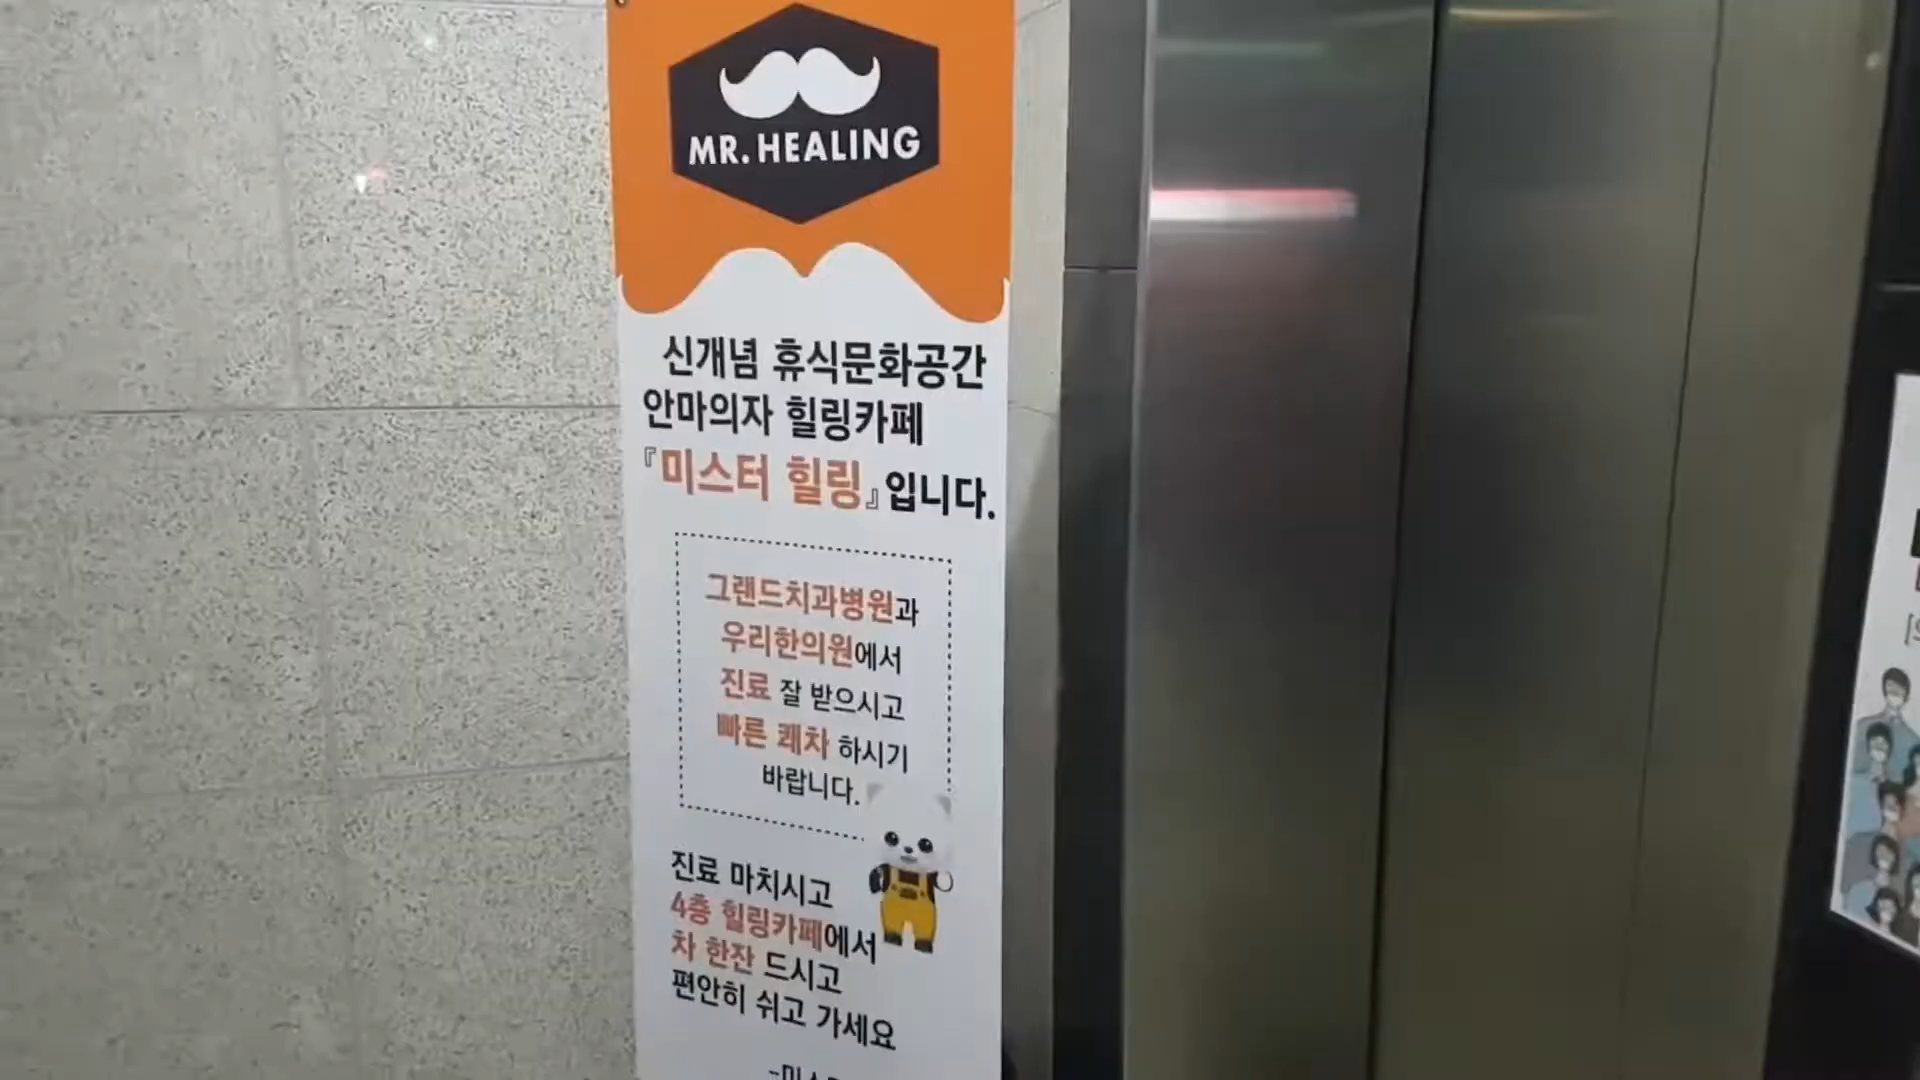 MR. HEALING
신개념 휴식문화공간
안마의자 힐링카페
『미스터 힐링』입니다.
그랜드치과병원과
우리한의원에서
진료 잘 받으시고
빠른 쾌차 하시기
바랍니다.
진료 마치시고
4층 힐링카페에서
차 한잔 드시고
편안히 쉬고 가세요